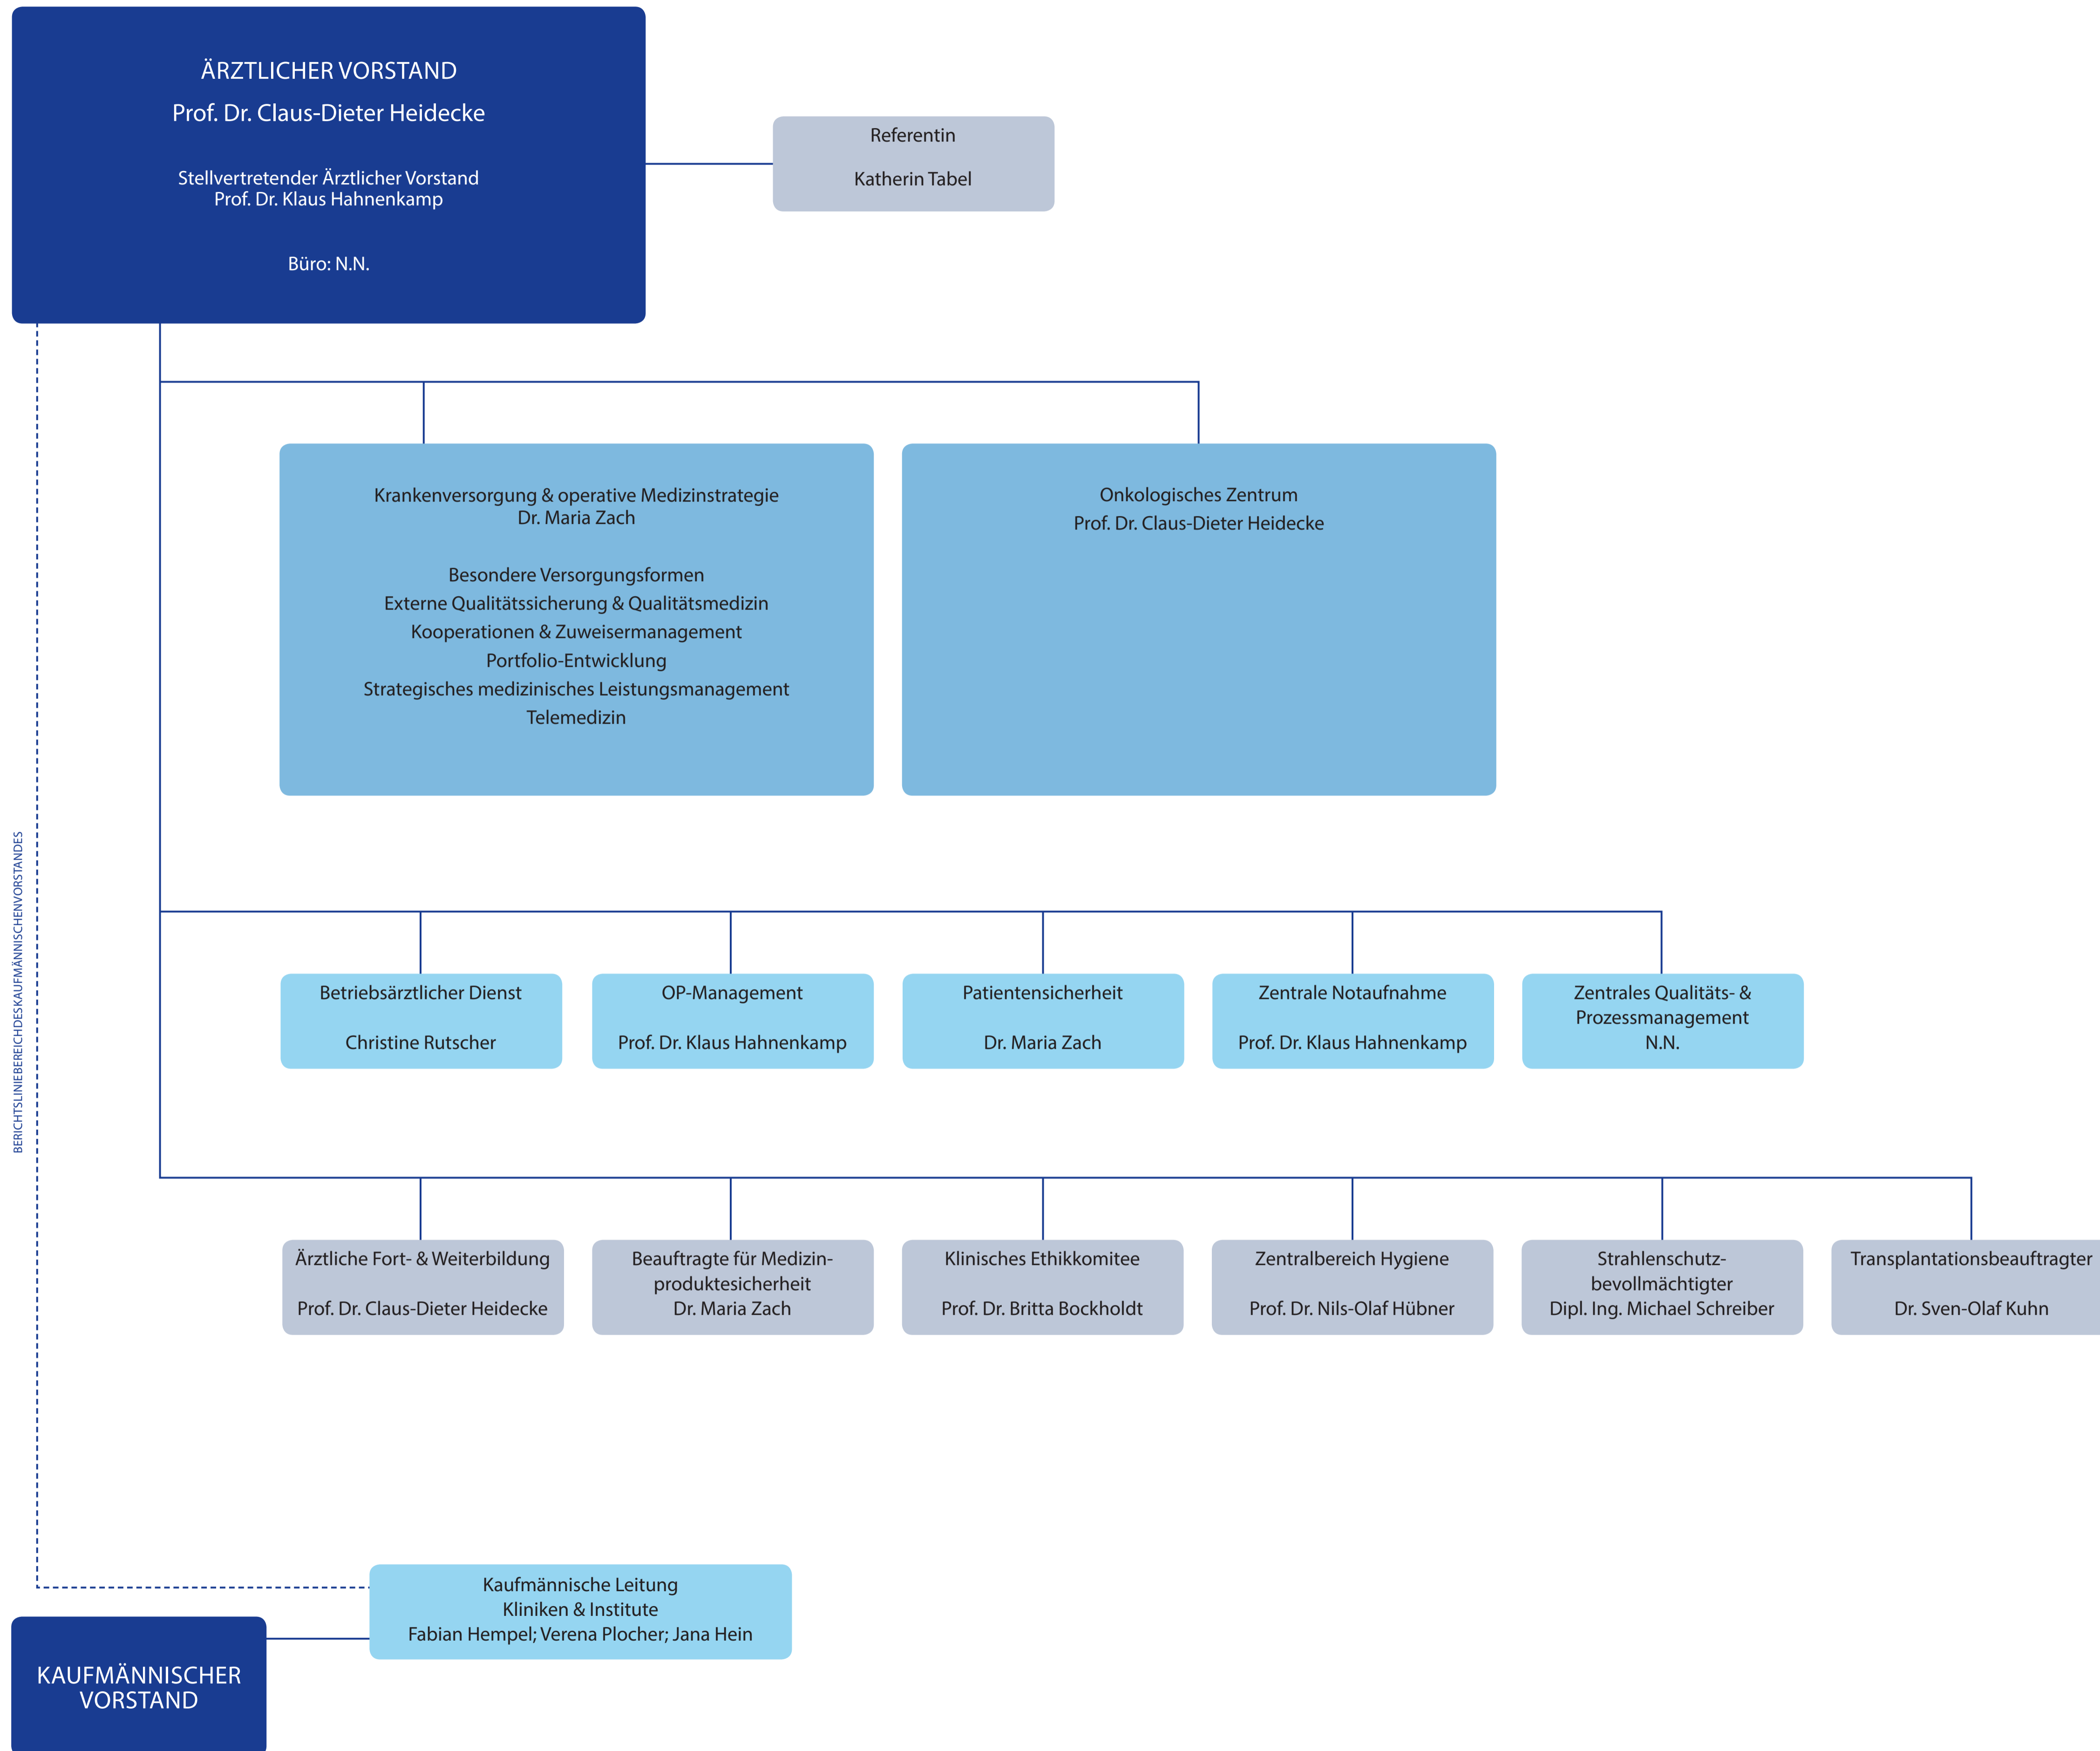 ÄRZTLICHER VORSTAND
Prof. Dr. Claus-Dieter Heidecke
Stellvertretender Ärztlicher Vorstand
Prof. Dr. Klaus Hahnenkamp
Büro: N.N.
Referentin
Katherin Tabel
Krankenversorgung & operative Medizinstrategie
Dr. Maria Zach
Besondere Versorgungsformen
Externe Qualitätssicherung & Qualitätsmedizin
Kooperationen & Zuweisermanagement
Portfolio-Entwicklung
Strategisches medizinisches Leistungsmanagement
Telemedizin
Onkologisches Zentrum
Prof. Dr. Claus-Dieter Heidecke
BERICHTSLINIEBEREICHDESKAUFMÄNNISCHENVORSTANDES
Betriebsärztlicher Dienst
Christine Rutscher
OP-Management
Prof. Dr. Klaus Hahnenkamp
Patientensicherheit
Dr. Maria Zach
Zentrale Notaufnahme
Prof. Dr. Klaus Hahnenkamp
Zentrales Qualitäts- &
Prozessmanagement
N.N.
Ärztliche Fort- & Weiterbildung
Prof. Dr. Claus-Dieter Heidecke
Beauftragte für Medizin-
produktesicherheit
Dr. Maria Zach
Klinisches Ethikkomitee
Prof. Dr. Britta Bockholdt
Zentralbereich Hygiene
Prof. Dr. Nils-Olaf Hübner
Strahlenschutz-
bevollmächtigter
Dipl. Ing. Michael Schreiber
Transplantationsbeauftragter
Dr. Sven-Olaf Kuhn
Kaufmännische Leitung
Kliniken & Institute
Fabian Hempel; Verena Plocher; Jana Hein
KAUFMÄNNISCHER
VORSTAND